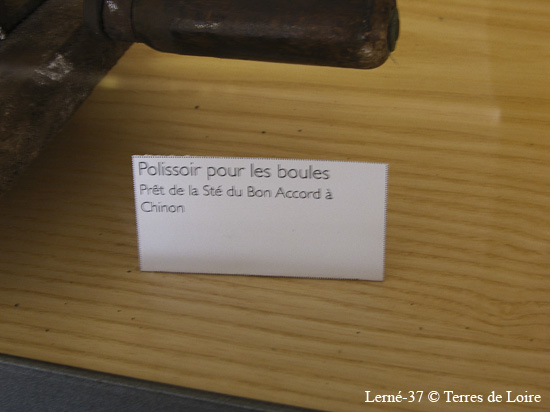 Polissoir pour les boules
Prêt de la Sté du Bon Accord à
Chinon
Lerné-37 © Terres de Loire